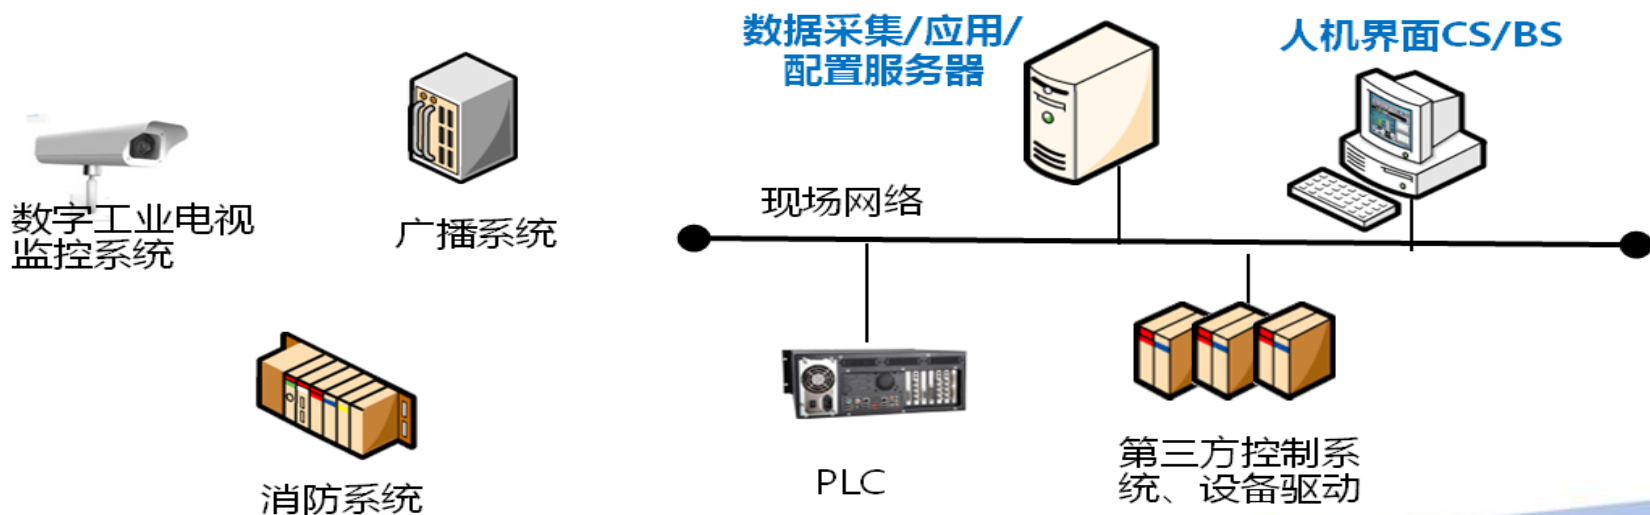 数据采集/应用/
配置服务器
人机界面CS/BS
数字工业电视
监控系统
广播系统
现场网络
消防系统
PLC
第三方控制系
统、设备驱动